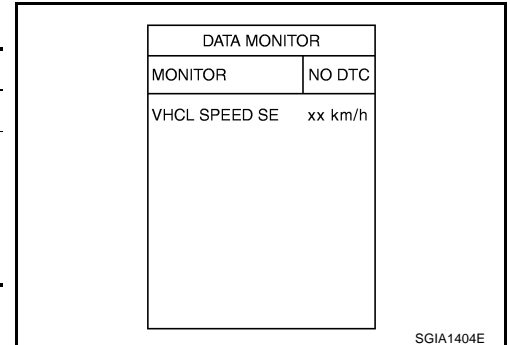 DATA MONITOR
MONITOR NO DTC
VHCL SPEED SE xx km/h
SGIA1404E